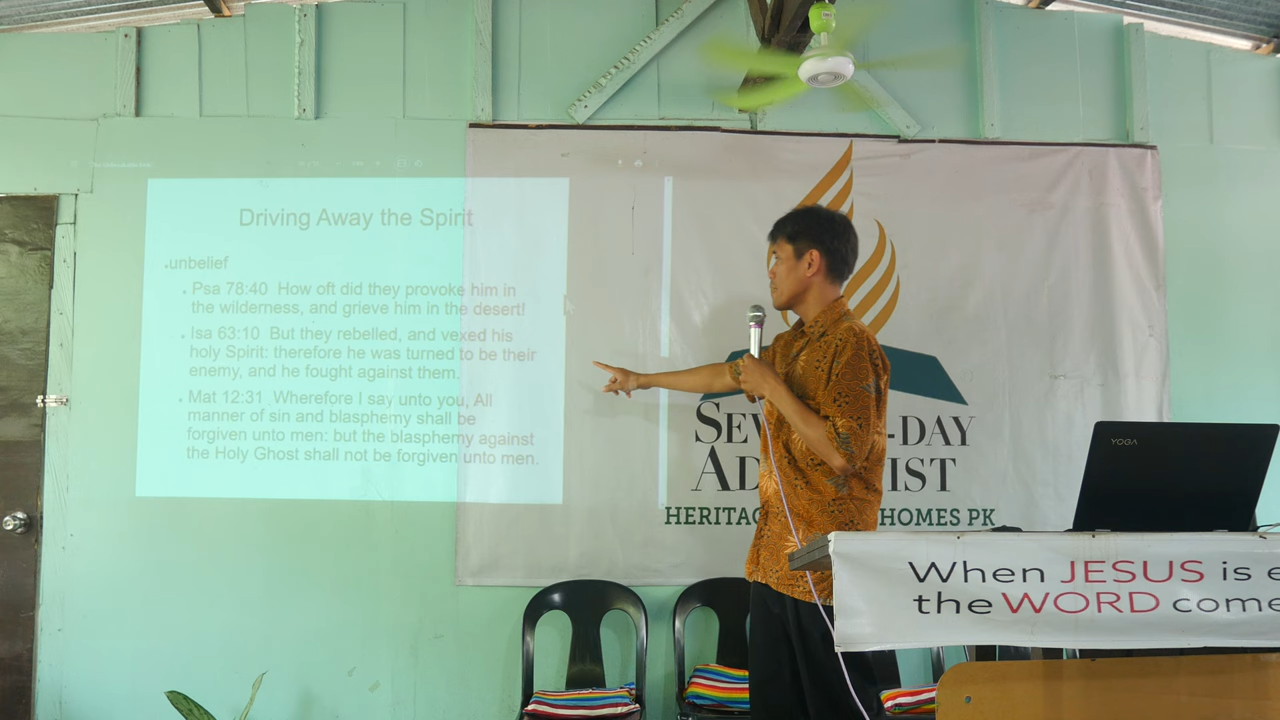 Driving Away the Spirit
unbelief
Psa 78:40 How oft did they provoke him in
the wilderness, and grieve him in the desert!
Isa 63:10 But they rebelled, and vexed his
holy Spirit: therefore he was turned to be their
enemy, and he fought against them.
Mat 12:31 Wherefore I say unto you, All
manner of sin and blasphemy shall be
forgiven unto men: but the blasphemy against
the Holy Ghost shall not be forgiven unto men.
-DAY
HOMES PK
YOGA
When JESUS is
the WORD come